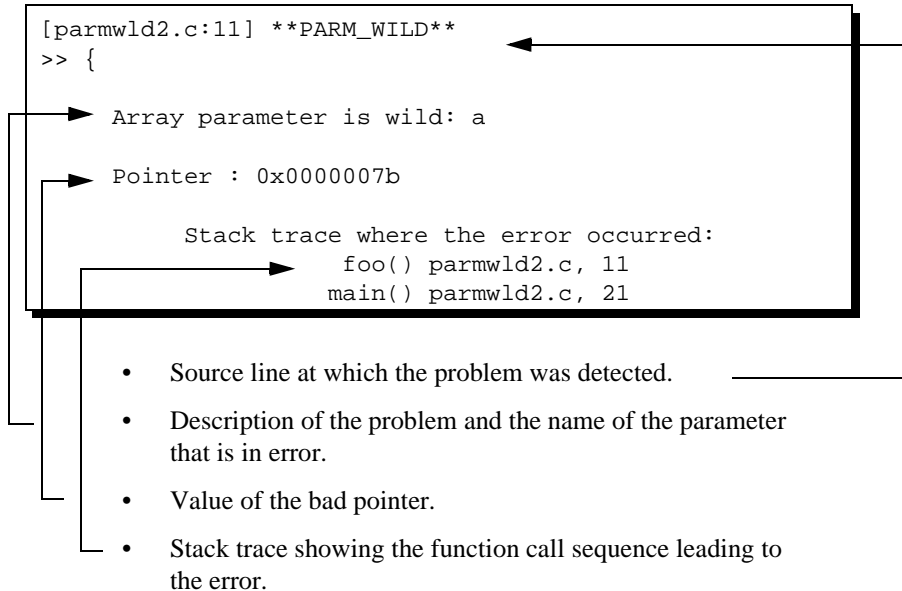 [parmwld2.c:11] **PARM_WILD**
>> {
Array parameter is wild: a
Pointer : 0x0000007b
Stack trace where the error occurred:
foo() parmwld2.c, 11
main() parmwld2.c, 21
• Source line at which the problem was detected.
• Description of the problem and the name of the parameter
that is in error.
• Value of the bad pointer.
• Stack trace showing the function call sequence leading to
the error.